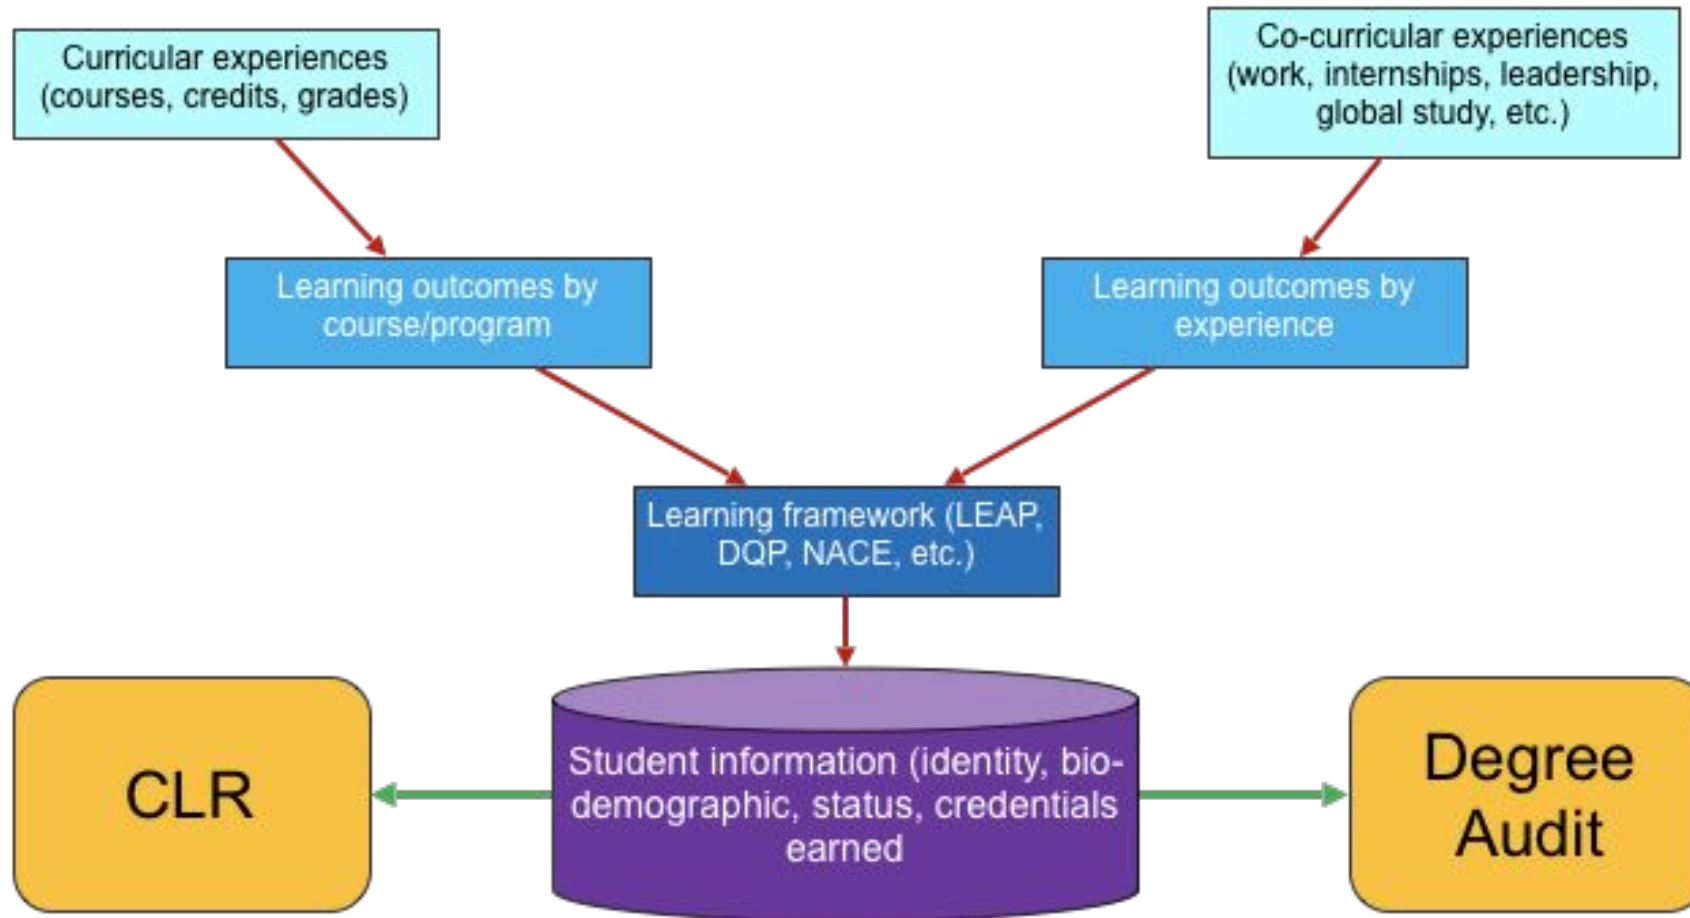 Curricular experiences
(courses, credits, grades)
Co-curricular experiences
(work, internships, leadership,
global study, etc.)
Learning outcomes by
course/program
Learning outcomes by
experience
Learning framework (LEAP,
DQP, NACE, etc.)
CLR
Student information (identity, bio-
demographic, status, credentials
earned
Degree
Audit